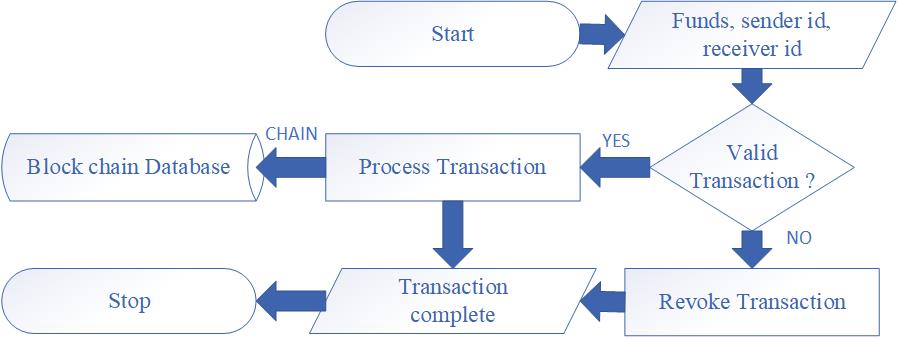 Start
Funds, sender id,
receiver id
Block chain Database
CHAIN
Process Transaction
YES
Valid
Transaction ?
NO
Stop
Transaction
complete
Revoke Transaction